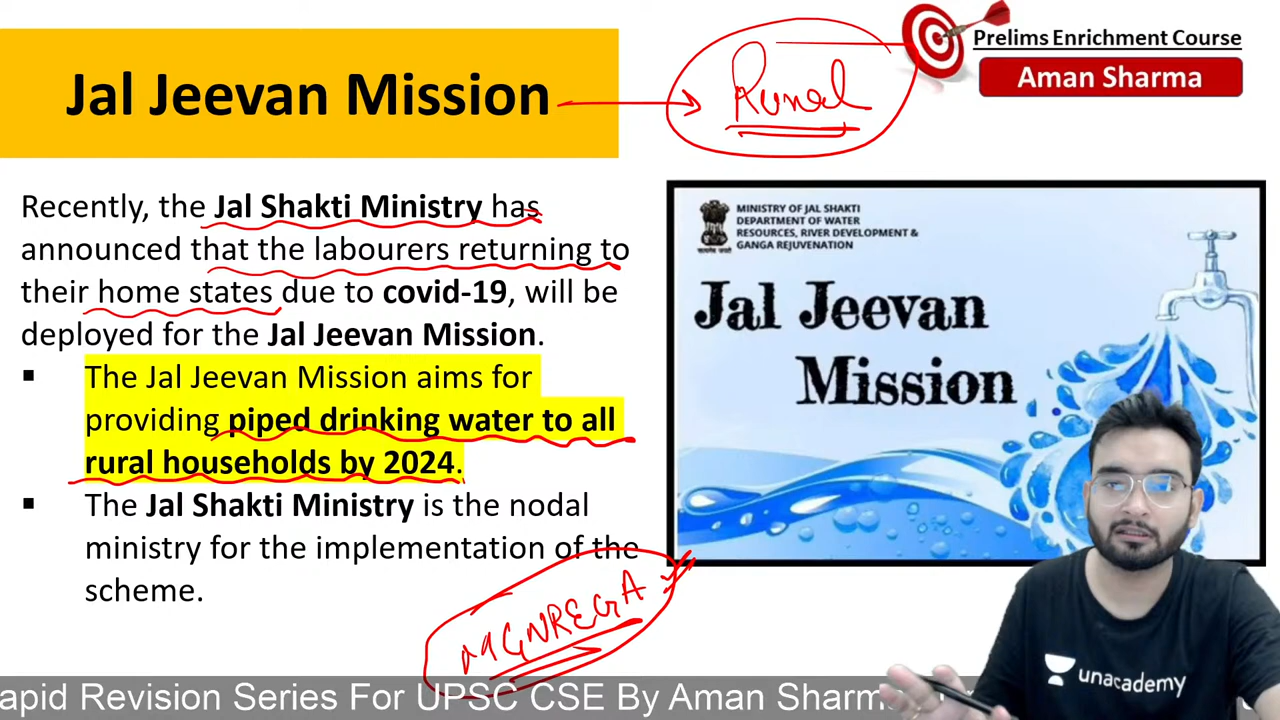 Prelims Enrichment Course
Aman Sharma
Jal Jeevan Mission
Rural
Recently, the Jal Shakti Ministry has
announced that the labourers returning to
their home states due to covid-19, will be
deployed for the Jal Jeevan Mission.
▪ The Jal Jeevan Mission aims for
providing piped drinking water to all
rural households by 2024.
▪ The Jal Shakti Ministry is the nodal
ministry for the implementation of the
scheme.
MGNREGA
MINISTRY OF JAL SHAKTI
DEPARTMENT OF WATER
RESOURCES, RIVER DEVELOPMENT &
GANGA REJUVENATION
Jal Jeevan
Mission
unacademy
apid Revision Series For UPSC CSE By Aman Sharma